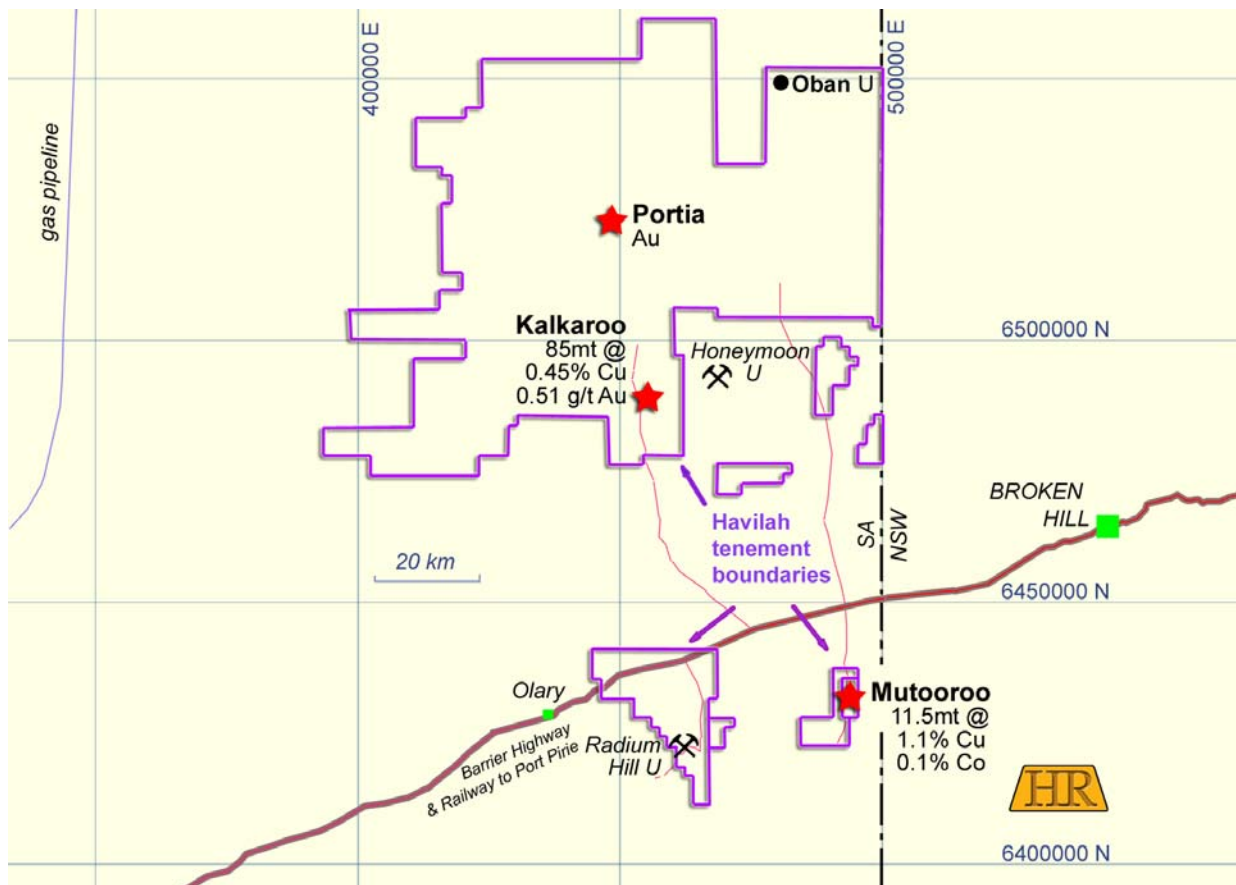 400000 E
500000 E
Oban U
gas pipeline
Portia
Au
Kalkaroo
85mt @
0.45% Cu
0.51 g/t Au
6500000 N
Honeymoon
U
BROKEN
HILL
Havilah
tenement
boundaries
SA
NSW
20 km
6450000 N
Olary
Mutooroo
11.5mt @
1.1% Cu
0.1% Co
Barrier Highway
& Railway to Port Pirie
Radium
Hill U
HR
6400000 N